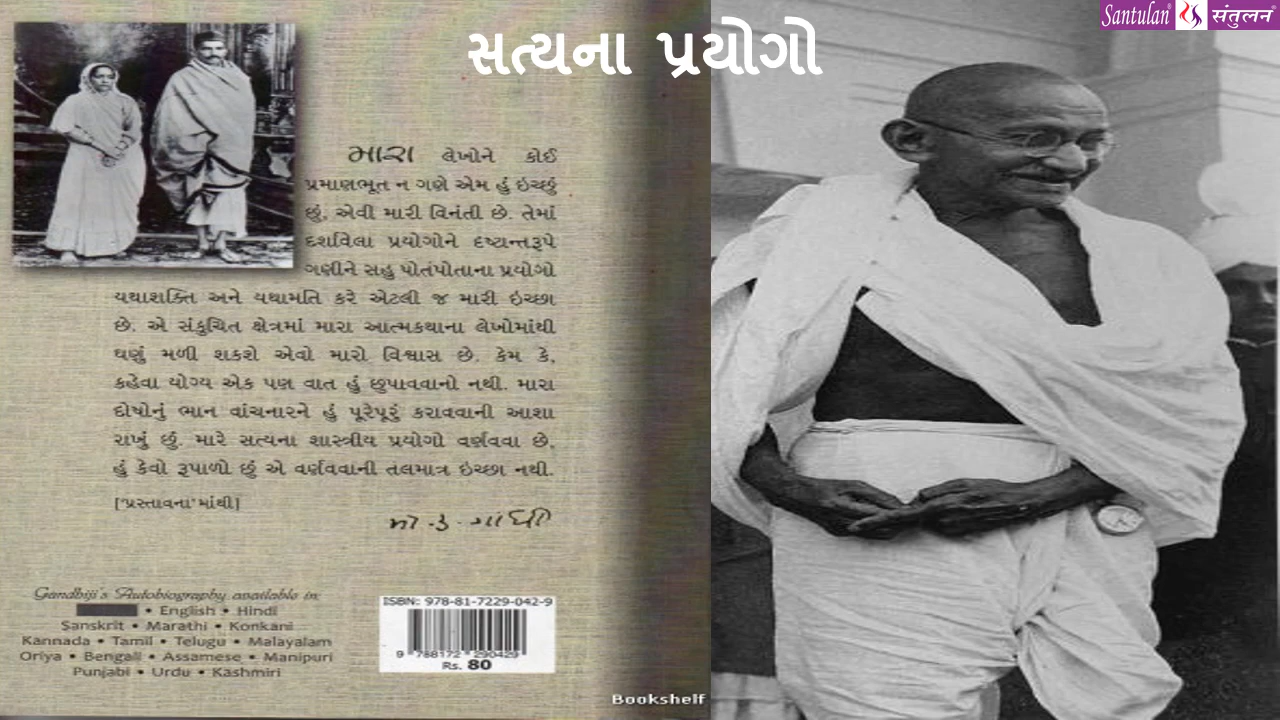 Santulan® સંતુલન®
સત્યના પ્રયોગો
મારા લેખોને કોઈ
પ્રમાણભૂત ન ગણે એમ હું ઇચ્છું
છું, એવી મારી વિનંતી છે. તેમાં
દર્શાવેલા પ્રયોગોને દૃષ્ટાન્તરૂપે
ગણીને સહુ પોતપોતાના પ્રયોગો
યથાશક્તિ અને યથામતિ કરે એટલી જ મારી ઇચ્છા
છે. એ સંકુચિત ક્ષેત્રમાં મારા આત્મકથાના લેખોમાંથી
ઘણું મળી શકશે એવો મારો વિશ્વાસ છે. કેમ કે,
કહેવા યોગ્ય એક પણ વાત હું છુપાવવાનો નથી. મારા
દોષોનું ભાન વાંચનારને હું પૂરેપૂરું કરાવવાની આશા
રાખું છું. મારે સત્યના શાસ્ત્રીય પ્રયોગો વર્ણવવા છે,
હું કેવો રૂપાળો છું એ વર્ણવવાની તલમાત્ર ઇચ્છા નથી.
['પ્રસ્તાવના'માંથી]
મો. ક. ગાંધી
Gandhiji's Autobiography available in
• English • Hindi
Sanskrit • Marathi • Konkani
Kannada • Tamil • Telugu • Malayalam
Oriya • Bengali • Assamese • Manipuri
Punjabi • Urdu • Kashmiri
ISBN: 978-81-7229-042-9
9 788172 290429
Rs. 80
Bookshelf